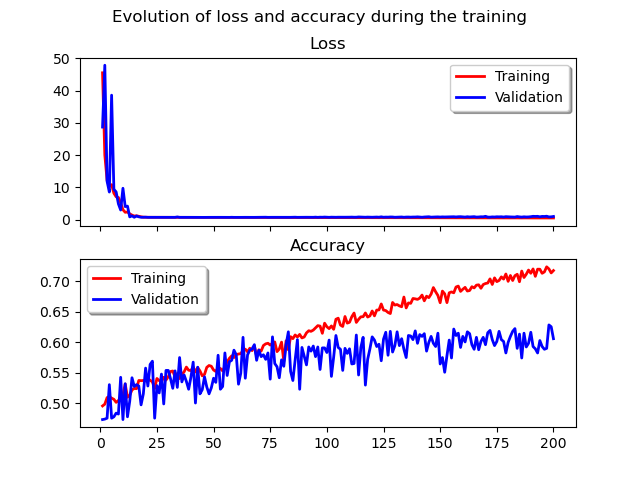 Evolution of loss and accuracy during the training
Loss
50
40
30
20
10
0
Training
Validation
Accuracy
0.70
0.65
0.60
0.55
0.50
Training
Validation
0 25 50 75 100 125 150 175 200